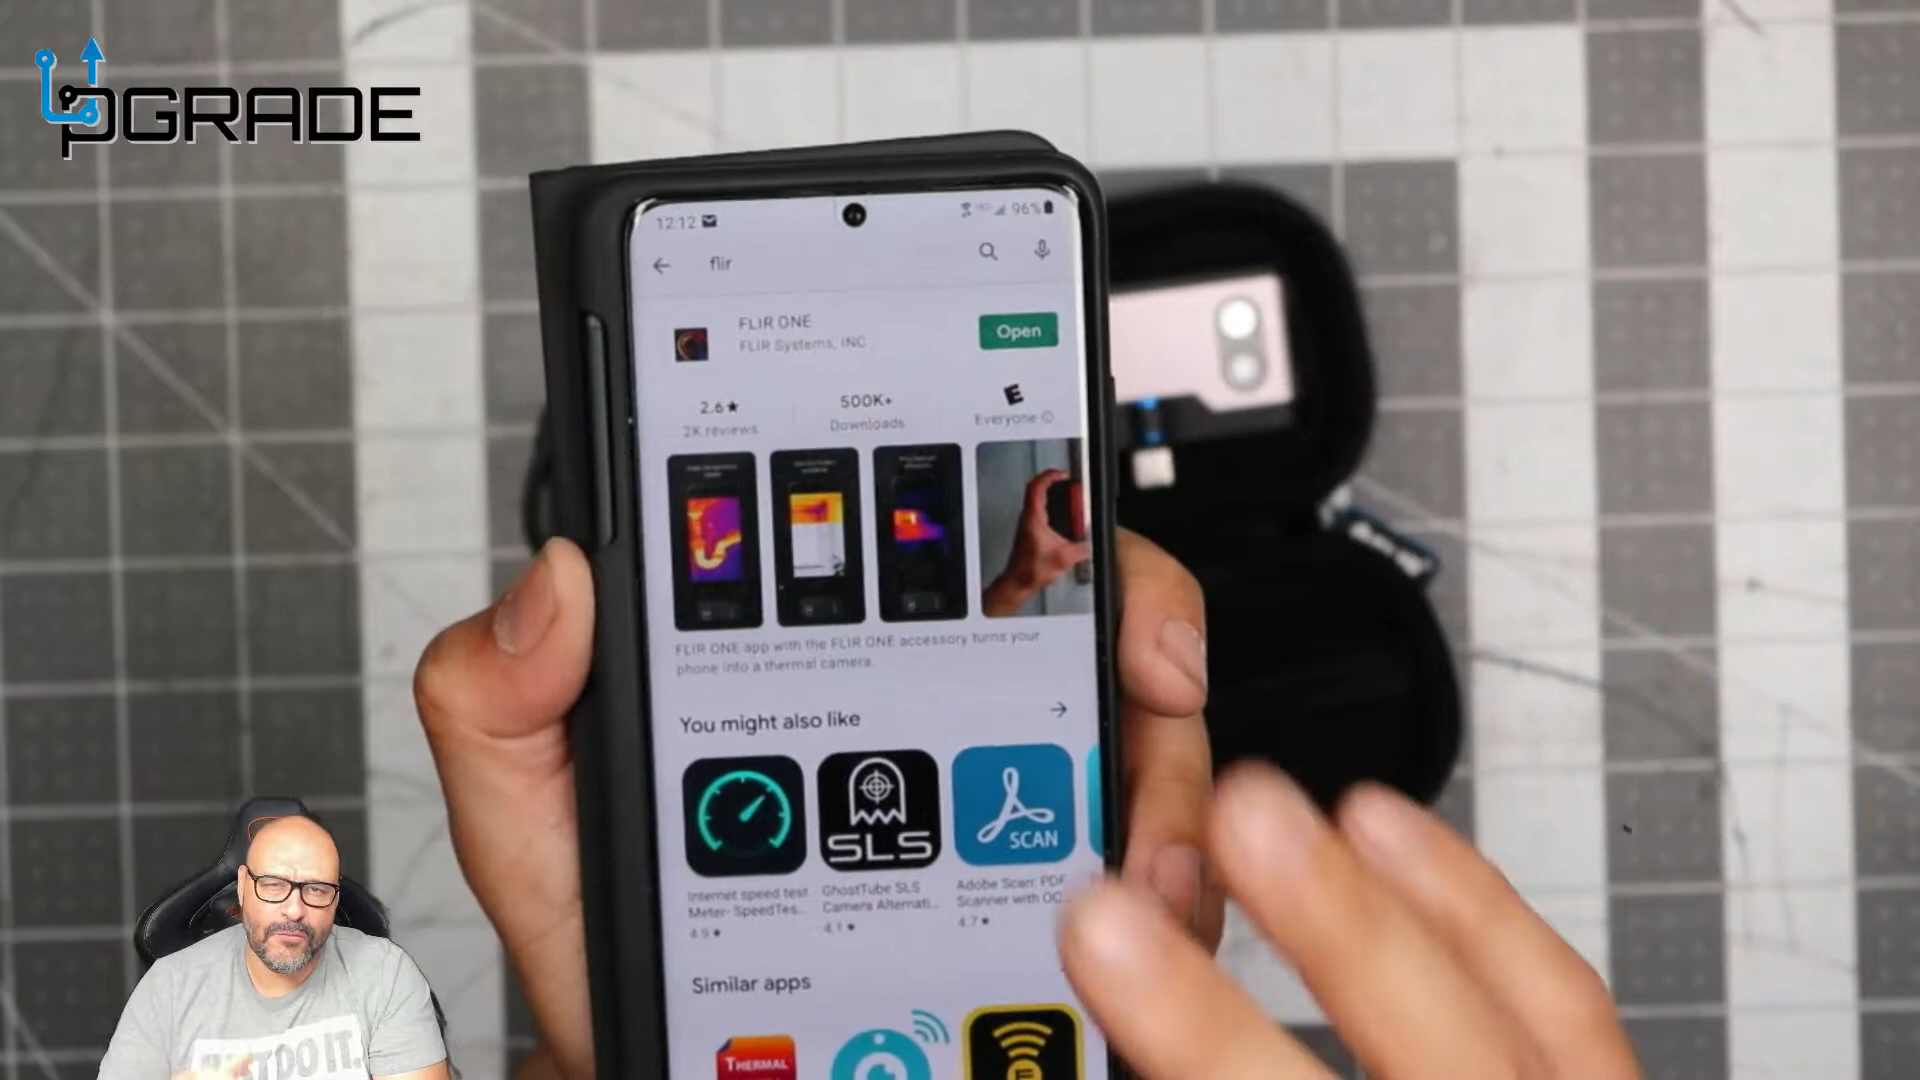 UPGRADE
12:12
96%
flir
FLIR ONE
FLIR Systems, INC
Open
2.6★
2K reviews
500K+
Downloads
E
Everyone
FLIR ONE app with the FLIR ONE accessory turns your
phone into a thermal camera.
You might also like
SLS
SCAN
Internet speed test
Meter- SpeedTes...
4.9★
GhostTube SLS
Camera Alternati...
4.1★
Adobe Scan: PDF
Scanner with OC...
4.7★
Similar apps
THERMAL
DO IT.